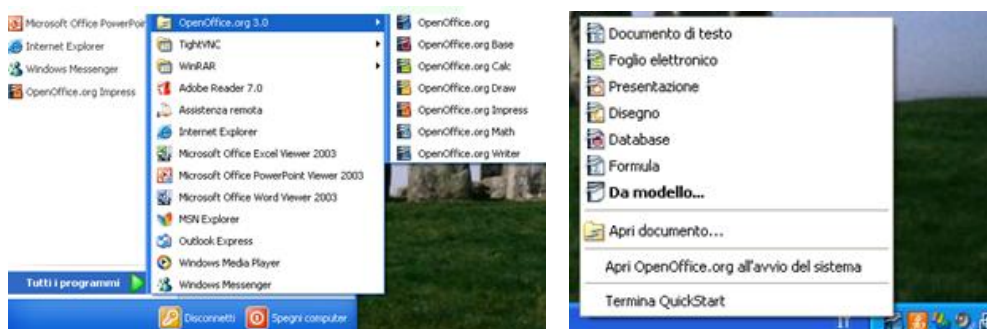 Microsoft Office PowerPoir
Internet Explorer
Windows Messenger
OpenOffice.org Impress
Tutti i programmi
OpenOffice.org 3.0
TightVNC
WinRAR
Adobe Reader 7.0
Assistenza remota
Internet Explorer
Microsoft Office Excel Viewer 2003
Microsoft Office PowerPoint Viewer 2003
Microsoft Office Word Viewer 2003
MSN Explorer
Outlook Express
Windows Media Player
Windows Messenger
Disconnetti
Spegni computer
OpenOffice.org
OpenOffice.org Base
OpenOffice.org Calc
OpenOffice.org Draw
OpenOffice.org Impress
OpenOffice.org Math
OpenOffice.org Writer
Documento di testo
Foglio elettronico
Presentazione
Disegno
Database
Formula
Da modello...
Apri documento...
Apri OpenOffice.org all'avvio del sistema
Termina QuickStart